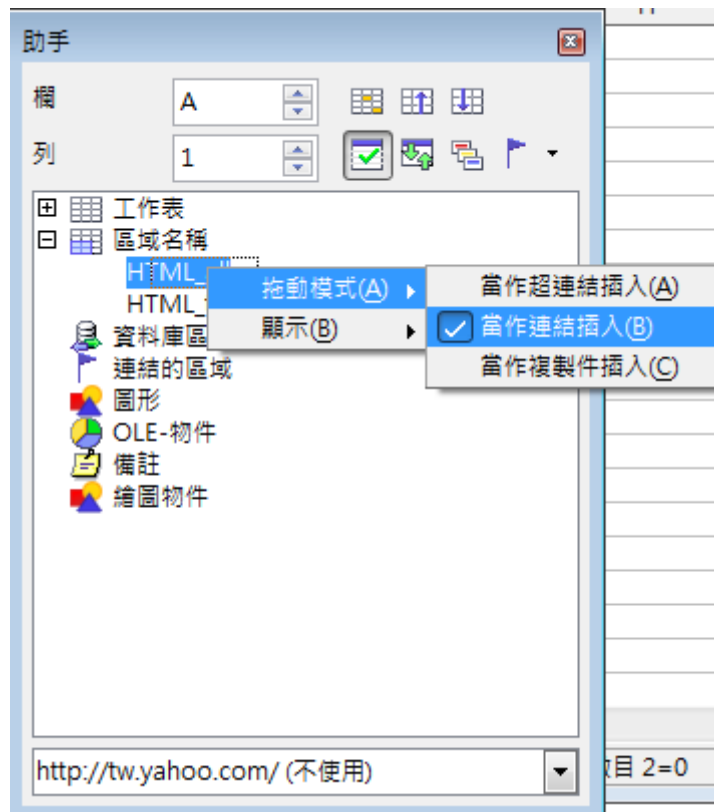 助手
欄 A
列 1
工作表
區域名稱
HTML_
HTML_
資料庫區
連結的區域
圖形
OLE-物件
備註
繪圖物件
拖動模式(A)
顯示(B)
當作超連結插入(A)
當作連結插入(B)
當作複製件插入(C)
http://tw.yahoo.com/ (不使用)
目 2=0